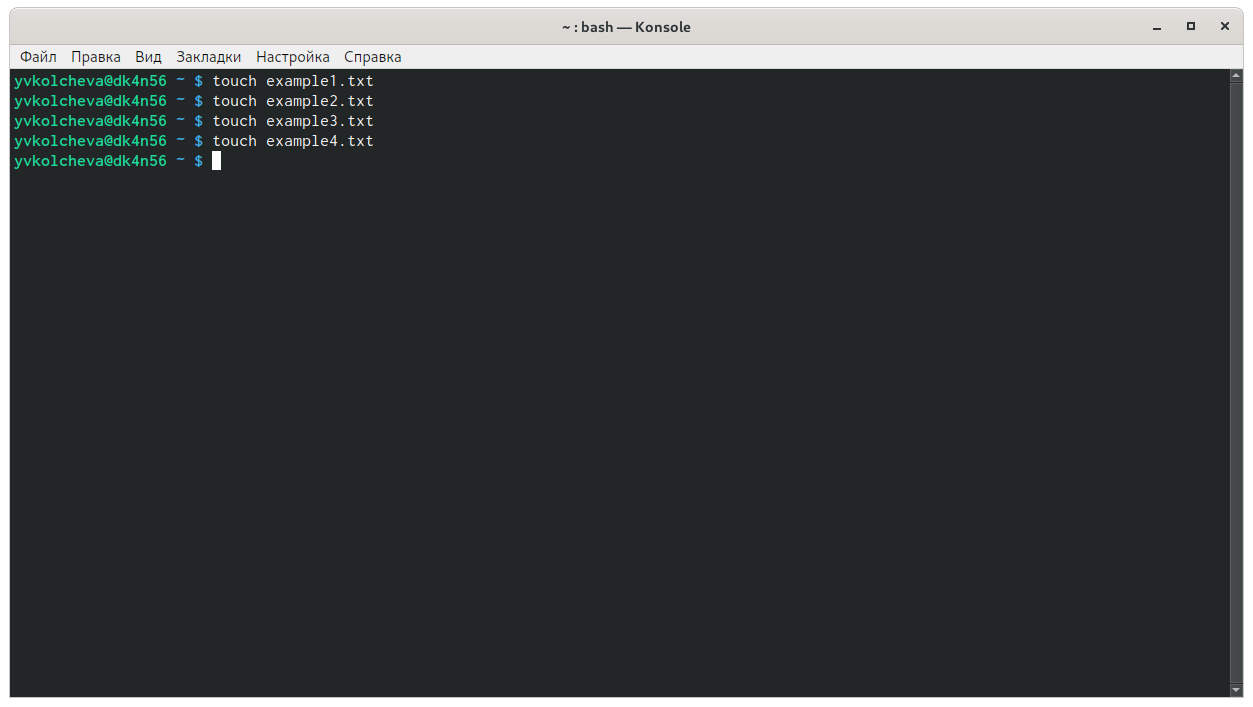 ~ : bash — Konsole
Файл Правка Вид Закладки Настройка Справка
yvkolcheva@dk4n56 ~ $ touch example1.txt
yvkolcheva@dk4n56 ~ $ touch example2.txt
yvkolcheva@dk4n56 ~ $ touch example3.txt
yvkolcheva@dk4n56 ~ $ touch example4.txt
yvkolcheva@dk4n56 ~ $